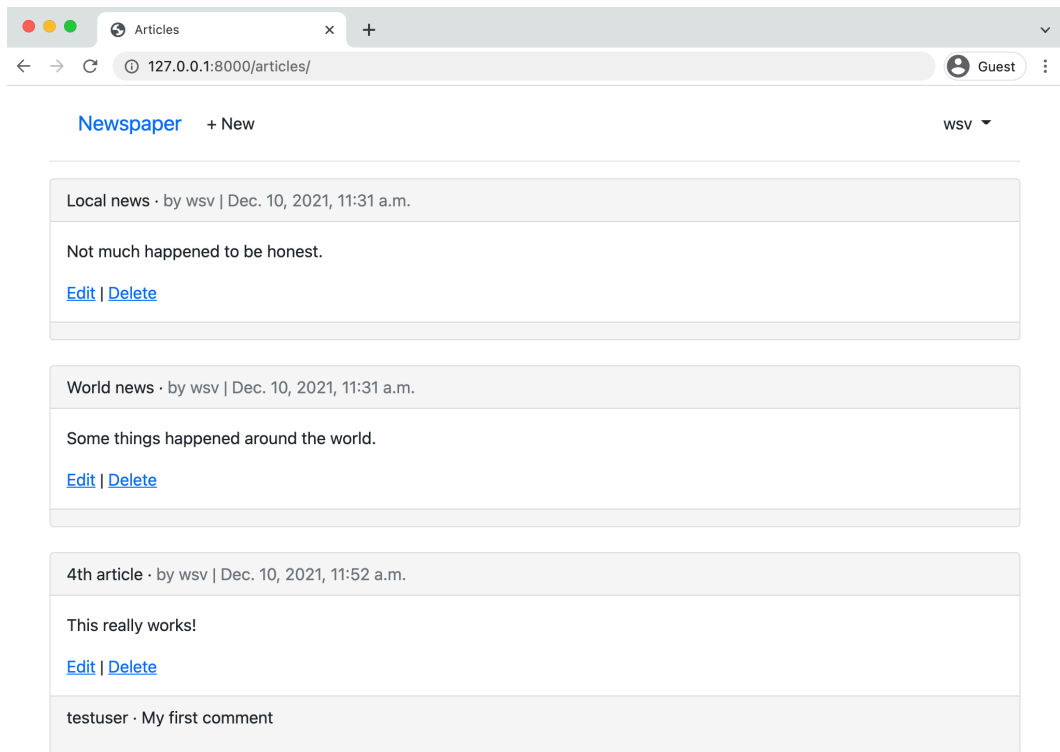 Articles
127.0.0.1:8000/articles/
Guest
Newspaper + New wsv
Local news · by wsv | Dec. 10, 2021, 11:31 a.m.
Not much happened to be honest.
Edit | Delete
World news · by wsv | Dec. 10, 2021, 11:31 a.m.
Some things happened around the world.
Edit | Delete
4th article · by wsv | Dec. 10, 2021, 11:52 a.m.
This really works!
Edit | Delete
testuser · My first comment